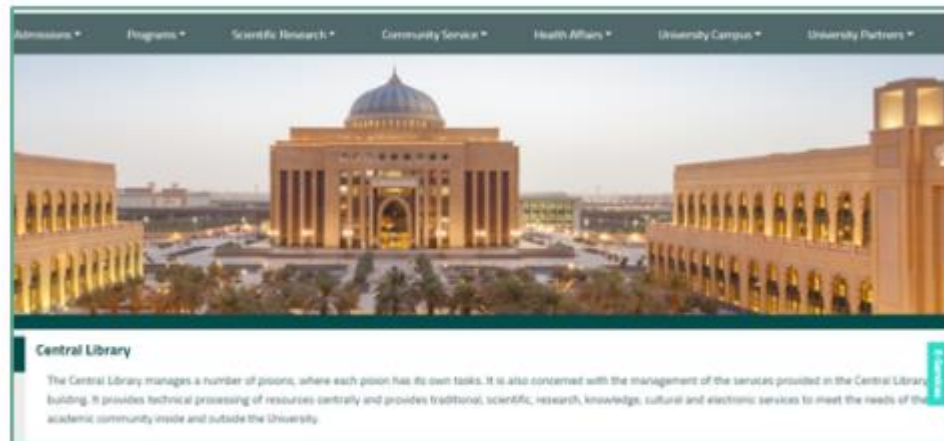 Admissions Programs Scientific Research Community Service Health Affairs University Campus University Partners
Central Library
The Central Library manages a number of pisions, where each pision has its own tasks. It is also concerned with the management of the services provided in the Central Library
building. It provides technical processing of resources centrally and provides traditional, scientific, research, knowledge, cultural and electronic services to meet the needs of the
academic community inside and outside the University.
E-Services